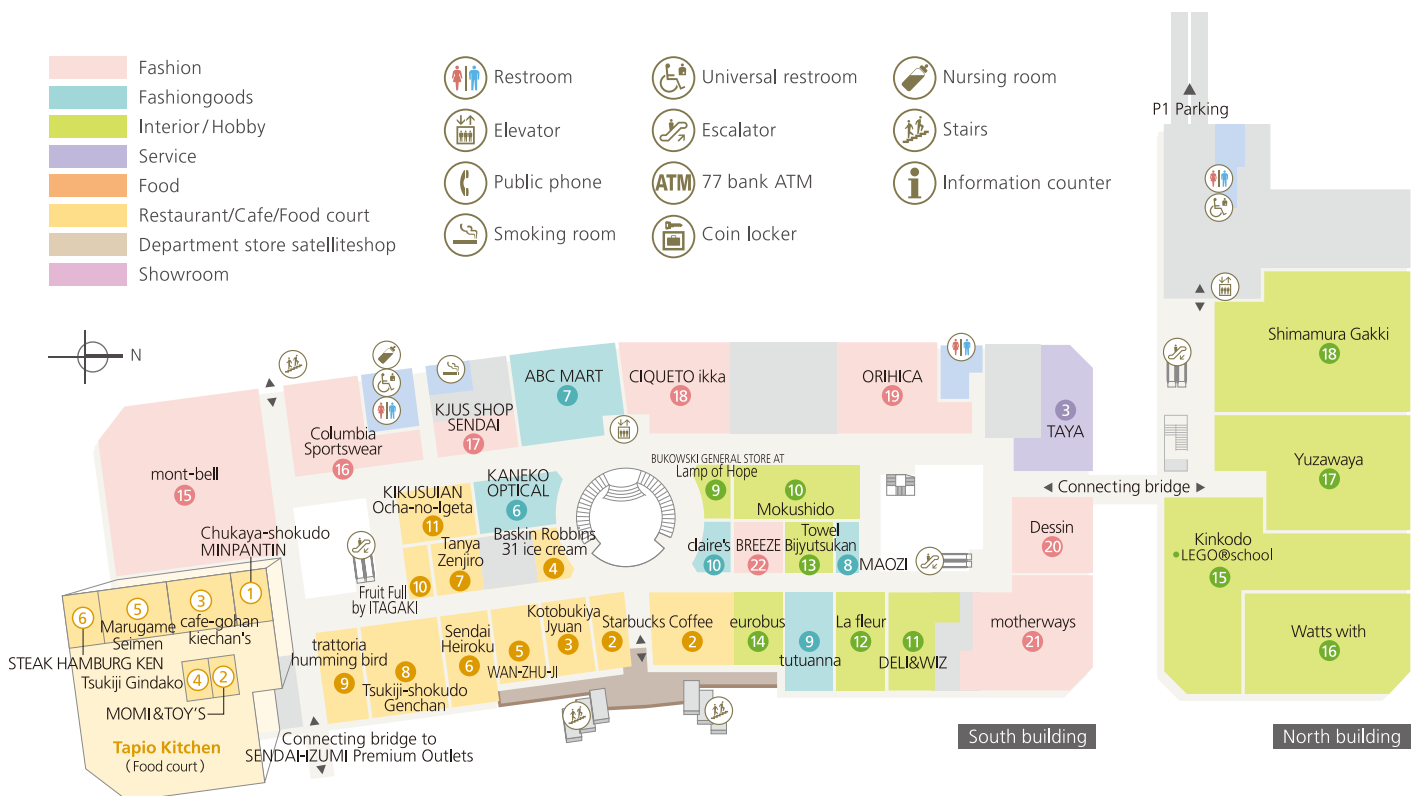 Fashion
Fashiongoods
Interior/Hobby
Service
Food
Restaurant/Cafe/Food court
Department store satelliteshop
Showroom
Restroom
Elevator
Public phone
Smoking room
Universal restroom
Escalator
ATM
77 bank ATM
Coin locker
Nursing room
Stairs
Information counter
P1 Parking
N
mont-bell
15
Columbia
Sportswear
16
KJUS SHOP
SENDAI
17
ABC MART
7
CIQUETO ikka
18
ORIHICA
19
3
TAYA
Shimamura Gakki
18
Yuzawaya
17
Kinkodo
LEGO®school
15
Watts with
16
Connecting bridge
KIKUSUIAN
Ocha-no-Igeta
11
KANEKO
OPTICAL
6
BUKOWSKI GENERAL STORE AT
Lamp of Hope
9
10
Mokushido
Fruit Full
by ITAGAKI
10
Tanya
Zenjiro
7
Baskin Robbins
31 ice cream
4
claire's
10
BREEZE
22
Towel
Bijyutsukan
13
8
MAOZI
Dessin
20
motherways
21
Chukaya-shokudo
MINPANTIN
1
6
STEAK HAMBURG KEN
5
Marugame
Seimen
3
cafe-gohan
kiechan's
Tsukiji Gindako
4
2
MOMI&TOY'S
Tapio Kitchen
(Food court)
trattoria
humming bird
9
8
Tsukiji-shokudo
Genchan
Sendai
Heiroku
6
5
WAN-ZHU-JI
Kotobukiya
Jyuan
3
Starbucks Coffee
2
2
eurobus
14
9
tutuanna
La fleur
12
11
DELI&WIZ
Connecting bridge to
SENDAI-IZUMI Premium Outlets
South building
North building